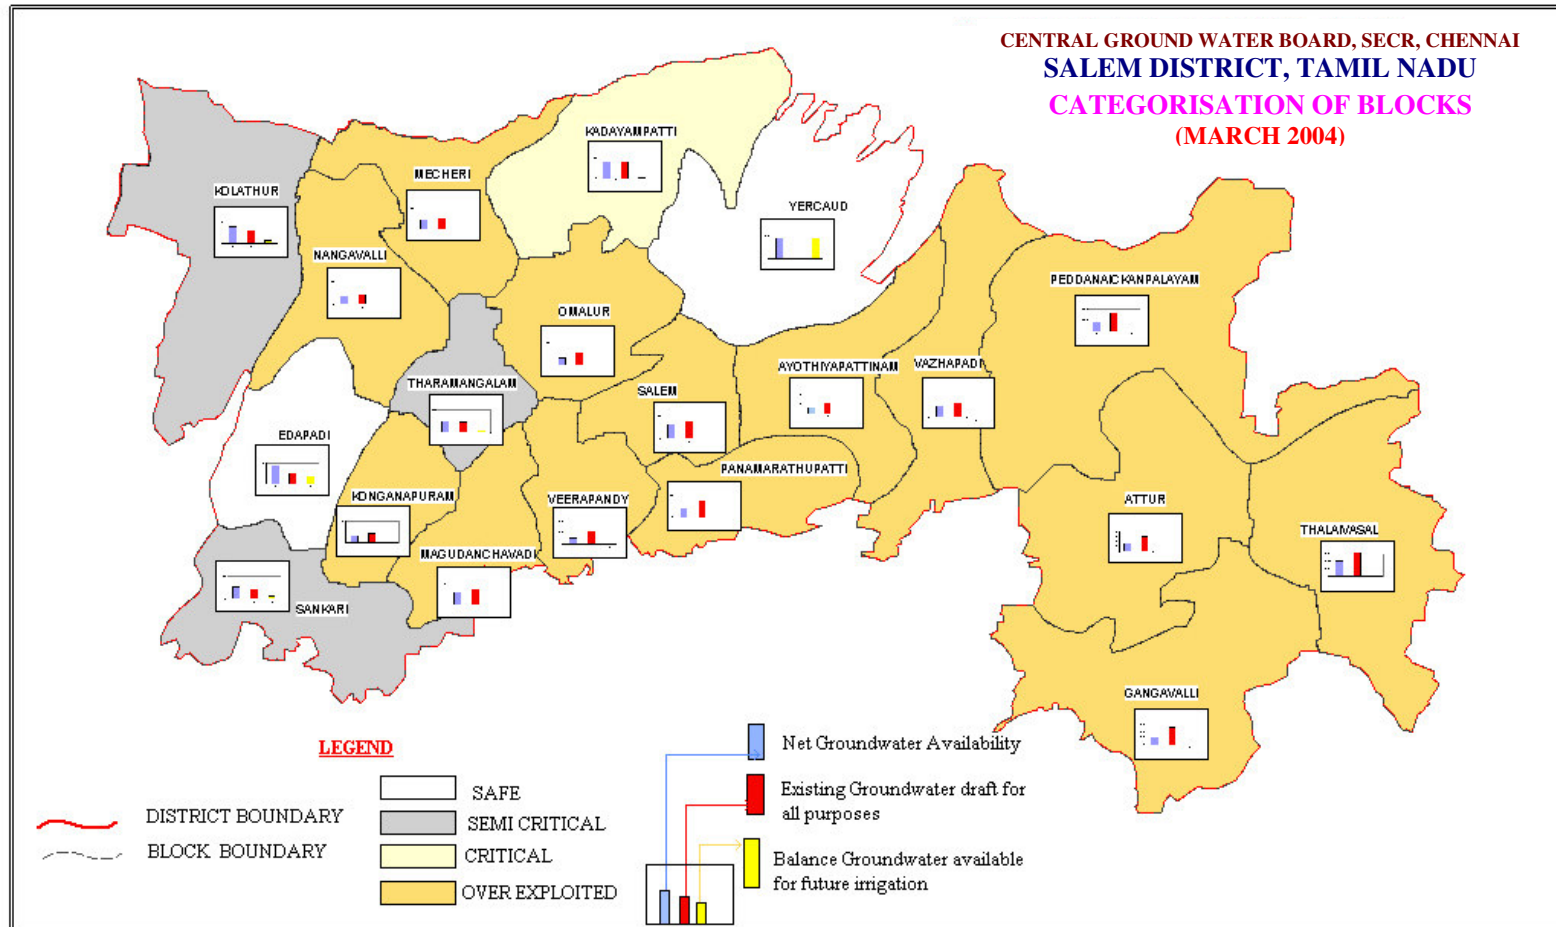 CENTRAL GROUND WATER BOARD, SECR, CHENNAI
SALEM DISTRICT, TAMIL NADU
CATEGORISATION OF BLOCKS
(MARCH 2004)
KADAYAMPATTI
MECHERI
KOLATHUR
YERCAUD
NANGAVALLI
PEDDANAICKANPALAYAM
OMALUR
AYOTHIYAPATTINAM
VAZHAPADI
THARAMANGALAM
SALEM
EDAPADI
PANAMARATHUPATTI
KONGANAPURAM
VEERAPANDY
ATTUR
THALAIVASAL
MAGUDANCHAVADI
SANKARI
GANGAVALLI
LEGEND
DISTRICT BOUNDARY
BLOCK BOUNDARY
SAFE
SEMI CRITICAL
CRITICAL
OVER EXPLOITED
Net Groundwater Availability
Existing Groundwater draft for
all purposes
Balance Groundwater available
for future irrigation